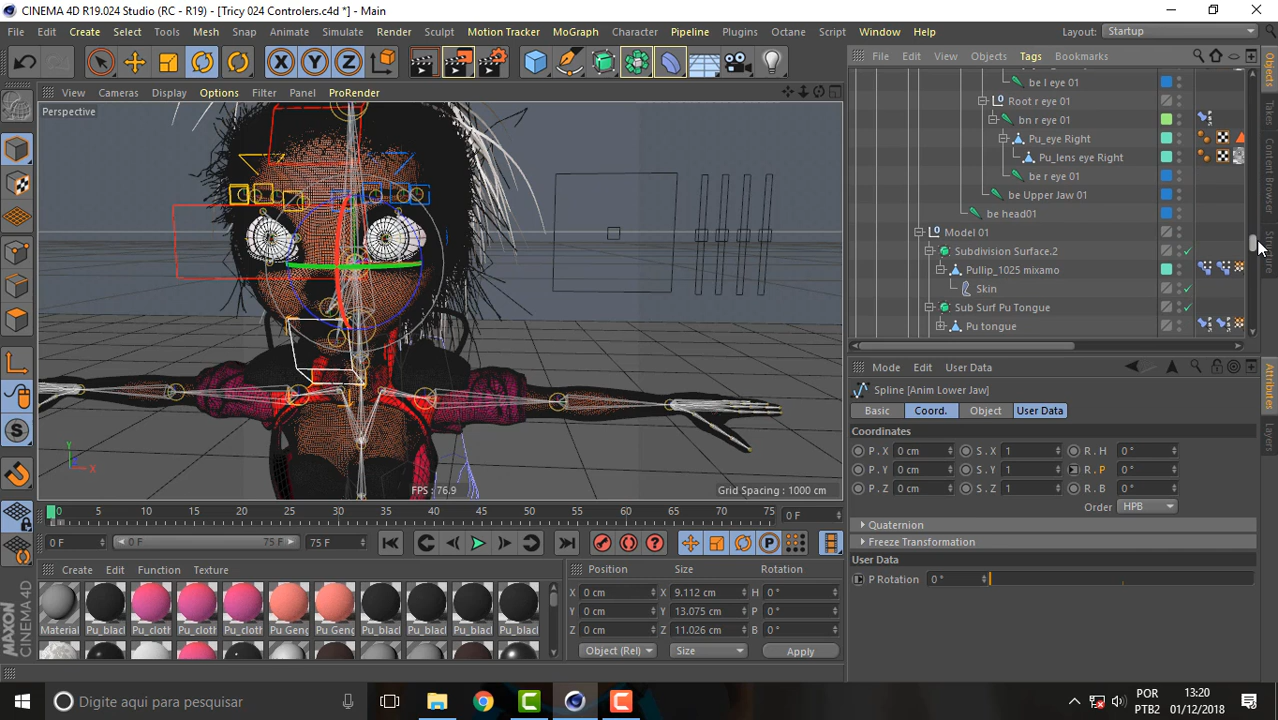 CINEMA 4D R19.024 Studio (RC - R19) - [Tricy 024 Controlers.c4d *] - Main
File Edit Create Select Tools Mesh Snap Animate Simulate Render Sculpt Motion Tracker MoGraph Character Pipeline Plugins Octane Script Window Help Layout: Startup
X Y Z
File Edit View Objects Tags Bookmarks
View Cameras Display Options Filter Panel ProRender
Perspective
be l eye 01
Root r eye 01
bn r eye 01
Pu_eye Right
Pu_lens eye Right
be r eye 01
be Upper Jaw 01
be head01
Model 01
Subdivision Surface.2
Pullip_1025 mixamo
Skin
Sub Surf Pu Tongue
Pu tongue
Objects
Takes
Content Browser
Structure
Attributes
Layers
Mode Edit User Data
Spline [Anim Lower Jaw]
Basic Coord. Object User Data
Coordinates
P . X 0 cm S . X 1 R . H 0 °
P . Y 0 cm S . Y 1 R . P 0 °
P . Z 0 cm S . Z 1 R . B 0 °
Order HPB
Quaternion
Freeze Transformation
User Data
P Rotation 0 °
Y
X
FPS : 76.9
Grid Spacing : 1000 cm
0 5 10 15 20 25 30 35 40 45 50 55 60 65 70 75 0 F
0 F 0 F 75 F 75 F
Create Edit Function Texture
Material Pu_blacl Pu_cloth Pu_cloth Pu_cloth Pu Geng Pu Geng Pu_blacl Pu_blacl Pu_blacl Pu_blacl
Position Size Rotation
X 0 cm X 9.112 cm H 0 °
Y 0 cm Y 13.075 cm P 0 °
Z 0 cm Z 11.026 cm B 0 °
Object (Rel) Size Apply
MAXON CINEMA 4D
Digite aqui para pesquisar
POR
PTB2
13:20
01/12/2018